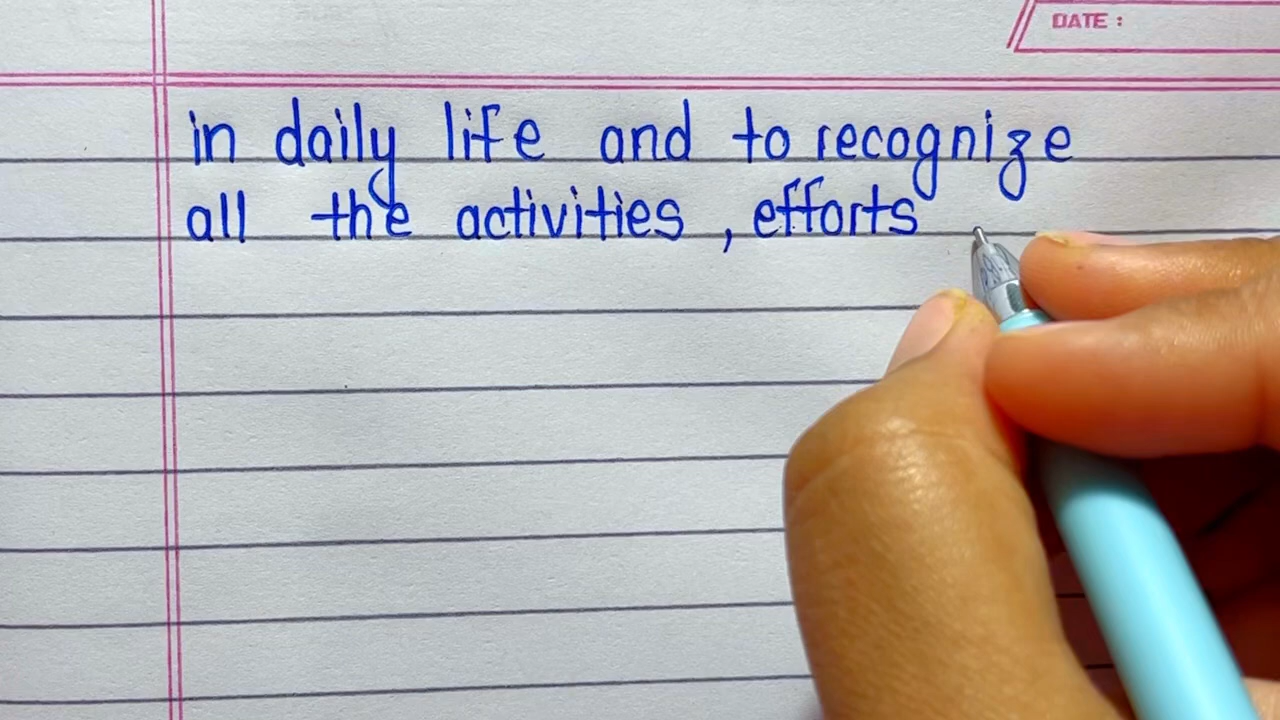 DATE :
in daily life and to recognize
all the activities , efforts